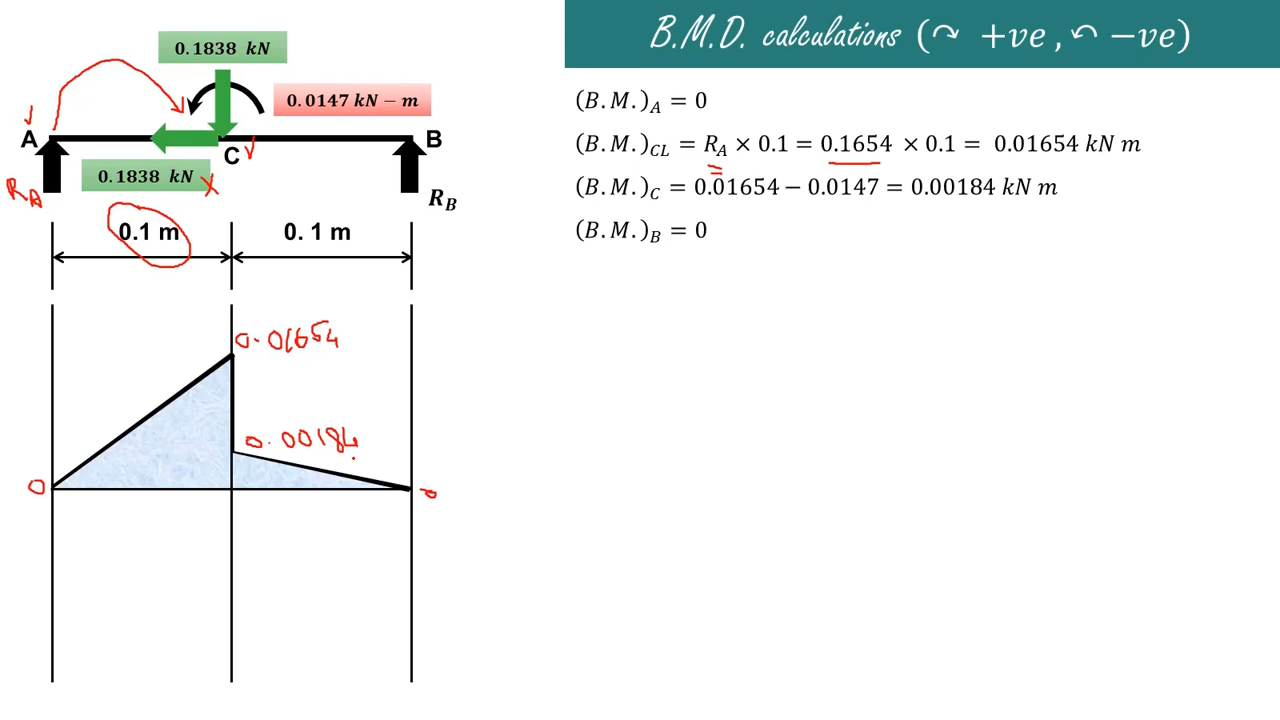 B.M.D. calculations (↷ +ve , ↶ −ve)
0.1838 kN
0.0147 kN − m
A
B
C
0.1838 kN
R_A
R_B
0.1 m
0. 1 m
(B.M.)_A = 0
(B.M.)_CL = R_A × 0.1 = 0.1654 × 0.1 = 0.01654 kN m
(B.M.)_C = 0.01654 − 0.0147 = 0.00184 kN m
(B.M.)_B = 0
0.01654
0.00184
0